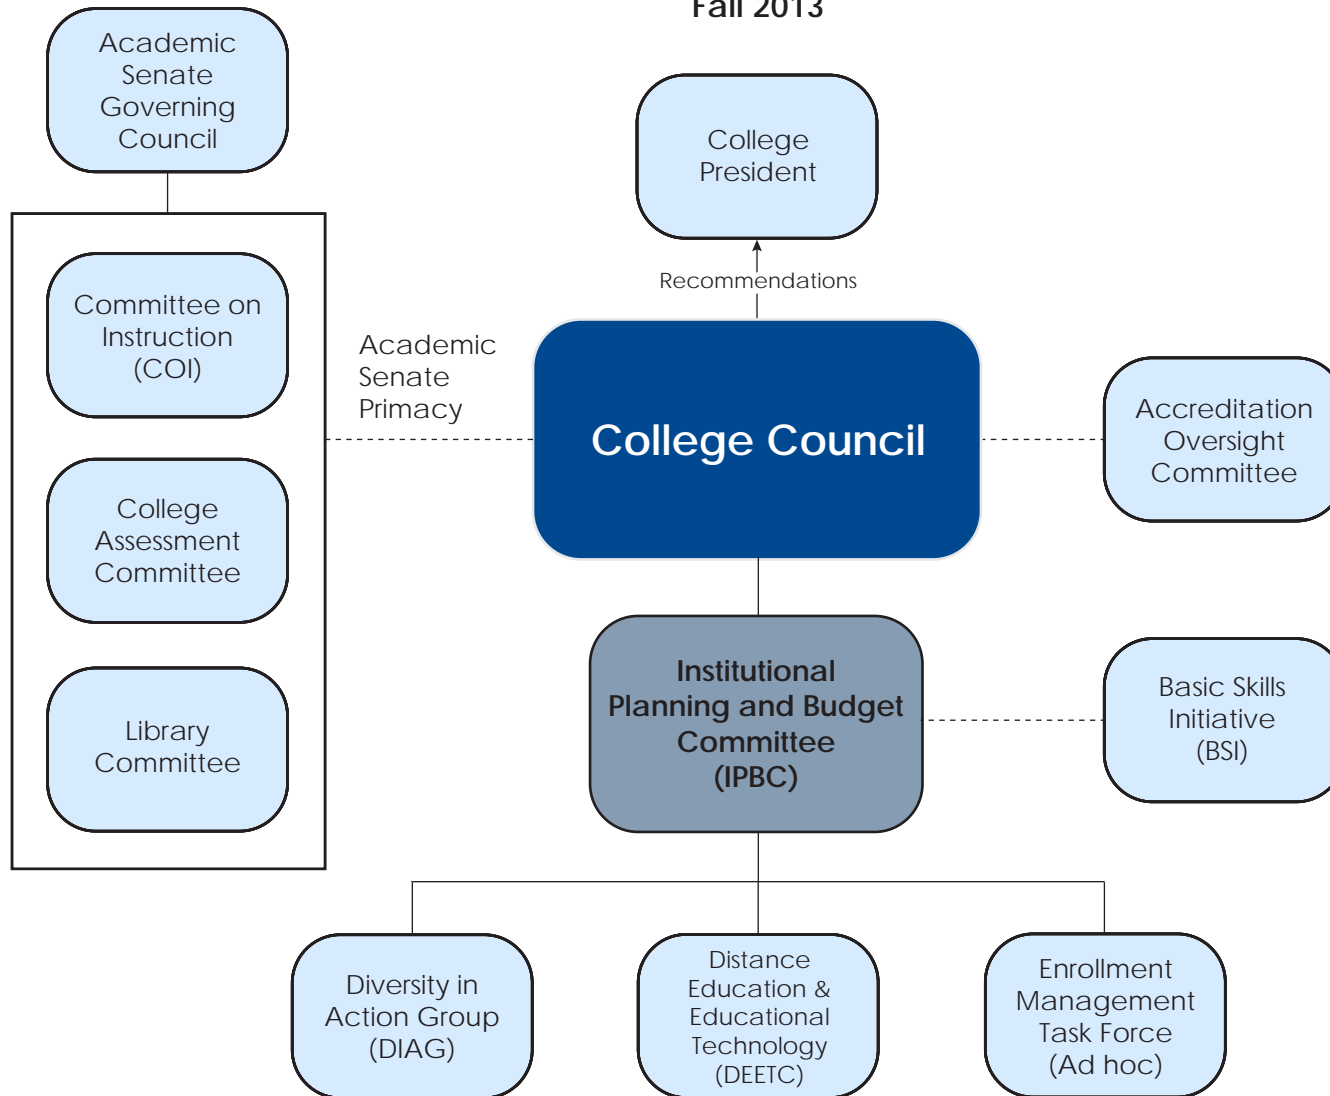 Fall 2013
Academic
Senate
Governing
Council
College
President
Recommendations
Committee on
Instruction
(COI)
Academic
Senate
Primacy
College Council
Accreditation
Oversight
Committee
College
Assessment
Committee
Institutional
Planning and Budget
Committee
(IPBC)
Basic Skills
Initiative
(BSI)
Library
Committee
Diversity in
Action Group
(DIAG)
Distance
Education &
Educational
Technology
(DEETC)
Enrollment
Management
Task Force
(Ad hoc)